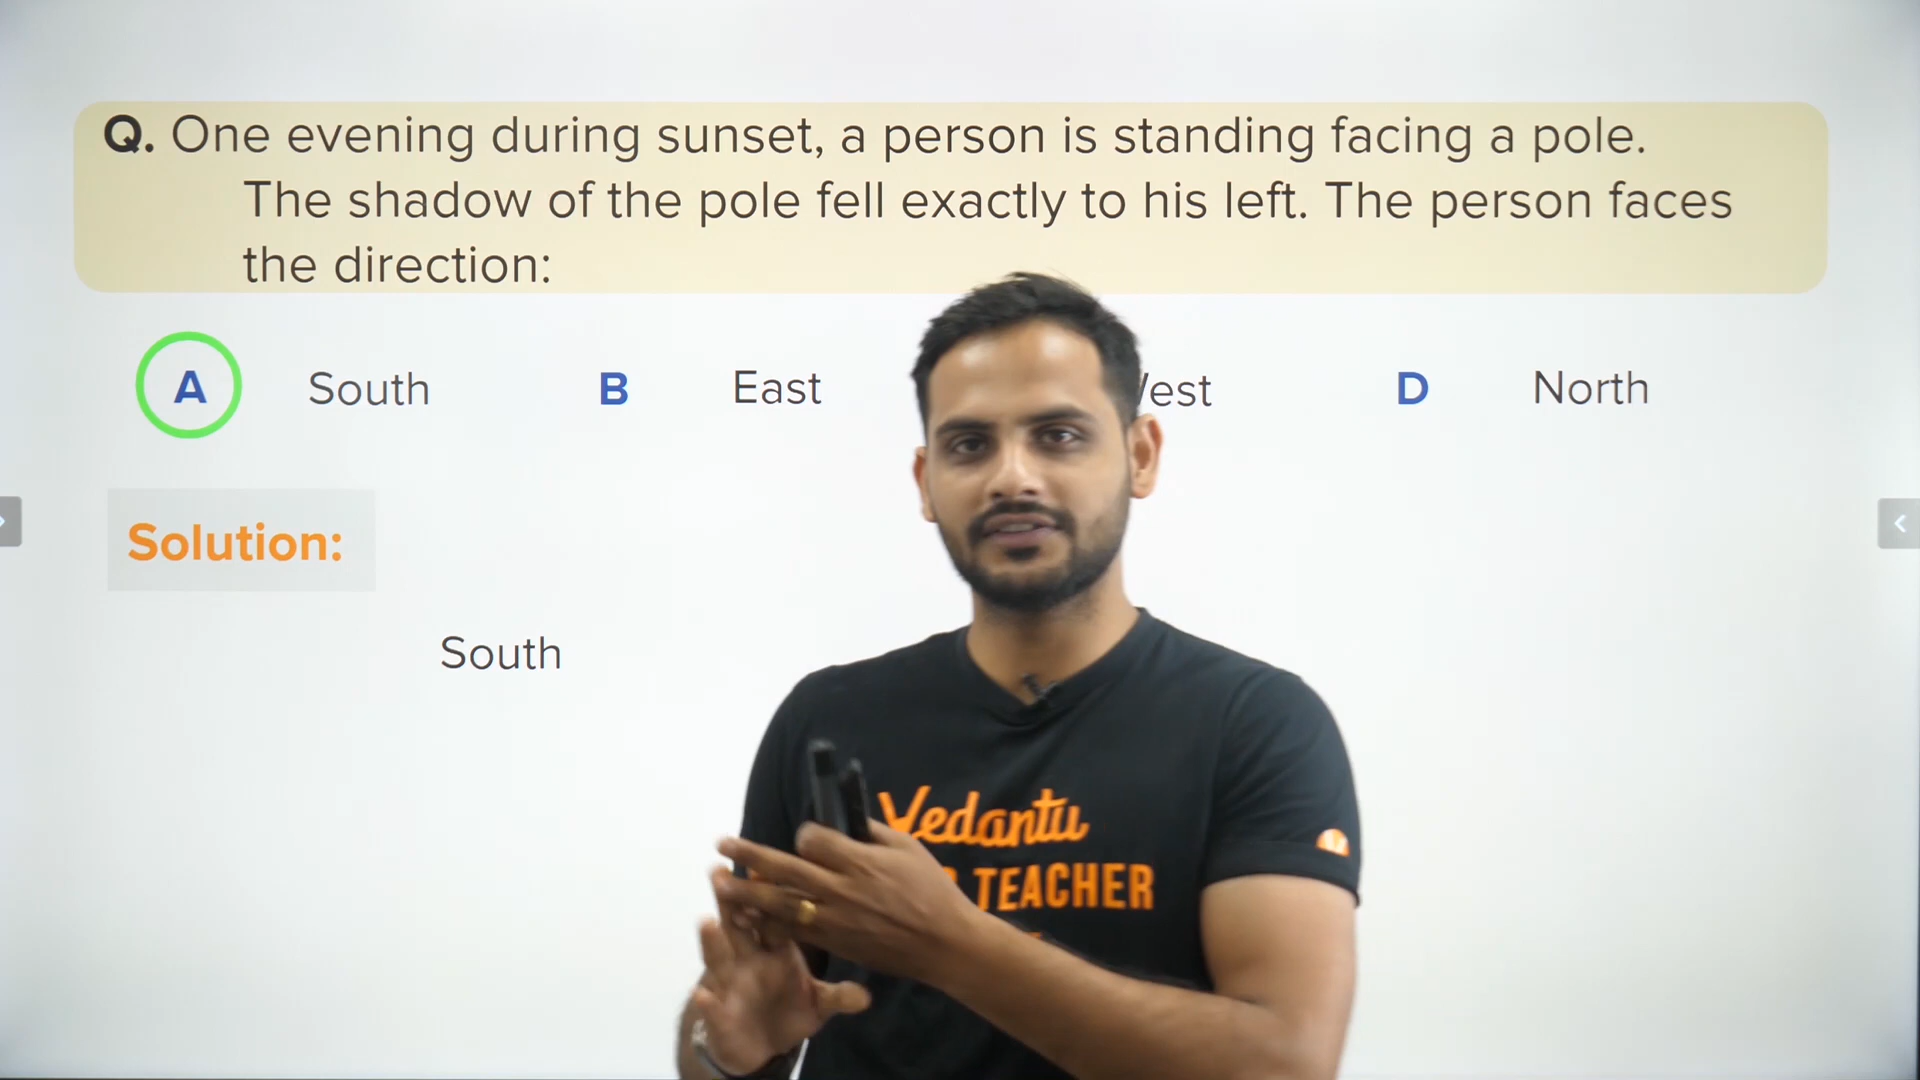 Q. One evening during sunset, a person is standing facing a pole.
The shadow of the pole fell exactly to his left. The person faces
the direction:
A South B East est D North
Solution:
South
Vedantu
TEACHER